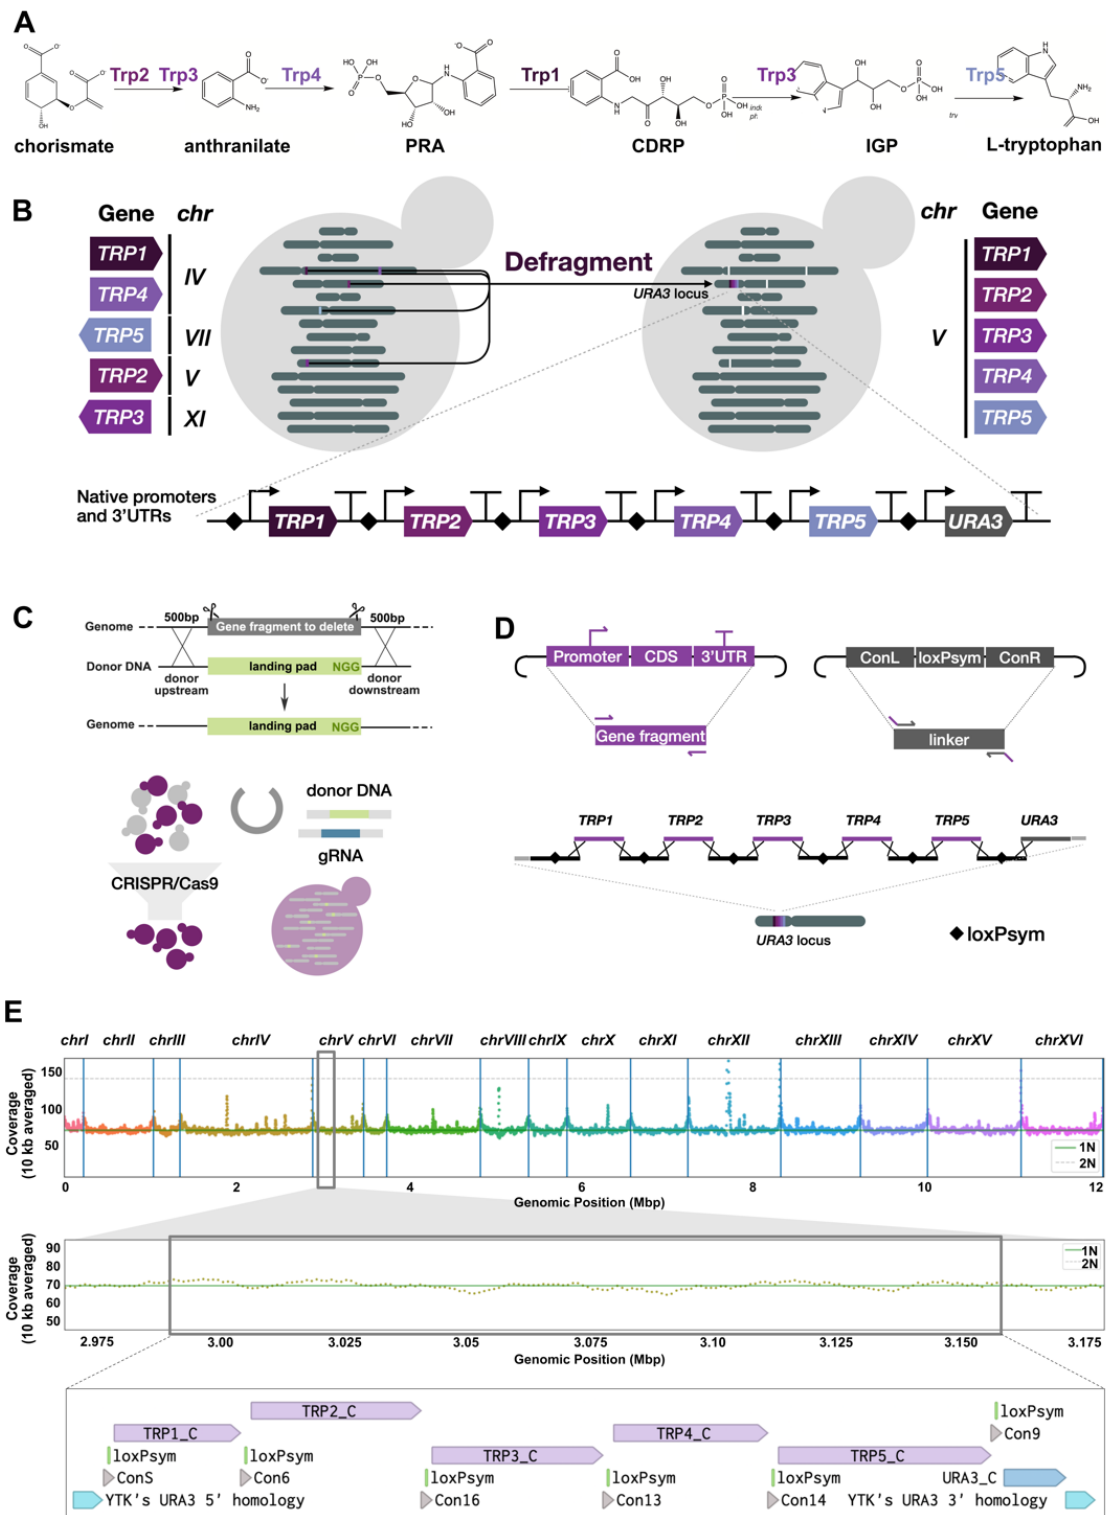 A
Trp2 Trp3 Trp4 Trp1 Trp3 Trp5
chorismate anthranilate PRA CDRP IGP L-tryptophan
B
Gene chr
TRP1
TRP4
IV
TRP5 VII
TRP2 V
TRP3 XI
Defragment
URA3 locus
chr Gene
TRP1
TRP2
V TRP3
TRP4
TRP5
Native promoters
and 3'UTRs
TRP1 TRP2 TRP3 TRP4 TRP5 URA3
C
500bp 500bp
Genome Gene fragment to delete
Donor DNA landing pad NGG
donor
upstream
donor
downstream
Genome landing pad NGG
donor DNA
gRNA
CRISPR/Cas9
D
Promoter CDS 3'UTR
ConL loxPsym ConR
Gene fragment
linker
TRP1 TRP2 TRP3 TRP4 TRP5 URA3
URA3 locus
loxPsym
E
chrI chrII chrIII chrIV chrV chrVI chrVII chrVIII chrIX chrX chrXI chrXII chrXIII chrXIV chrXV chrXVI
Coverage
(10 kb averaged)
150
100
50
1N
2N
0 2 4 6 8 10 12
Genomic Position (Mbp)
Coverage
(10 kb averaged)
90
80
70
60
50
1N
2N
2.975 3.00 3.025 3.05 3.075 3.10 3.125 3.150 3.175
Genomic Position (Mbp)
TRP2_C
loxPsym
TRP1_C TRP4_C Con9
loxPsym loxPsym TRP3_C TRP5_C
ConS Con6 loxPsym loxPsym loxPsym URA3_C
YTK's URA3 5' homology Con16 Con13 Con14 YTK's URA3 3' homology